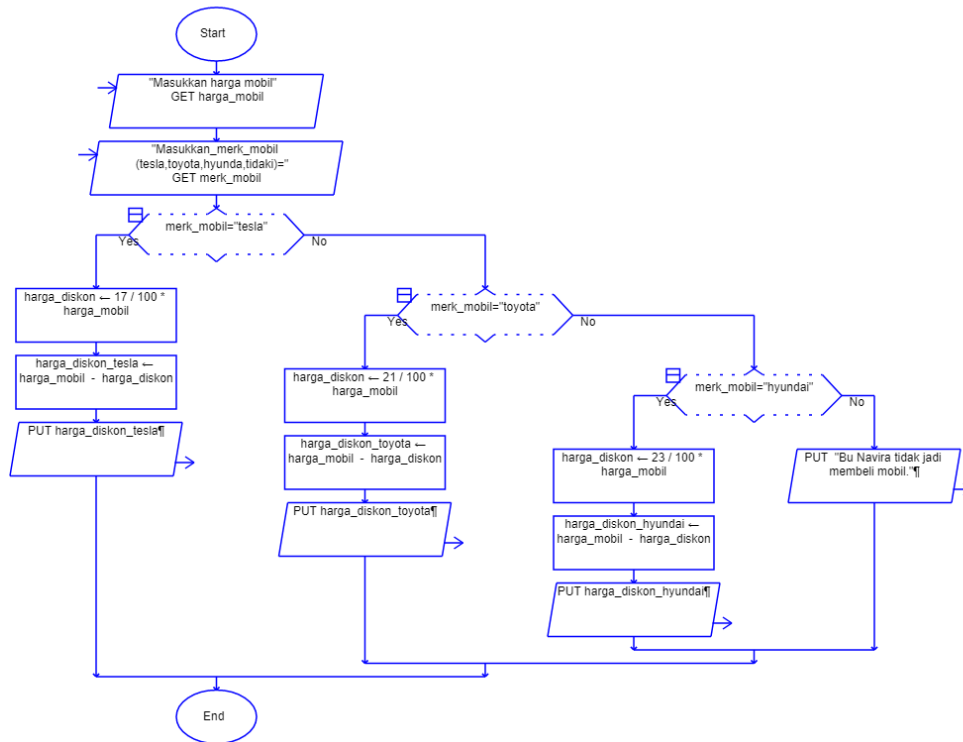 Start
"Masukkan harga mobil"
GET harga_mobil
"Masukkan_merk_mobil
(tesla,toyota,hyunda,tidaki)="
GET merk_mobil
merk_mobil="tesla"
Yes
No
harga_diskon ← 17 / 100 *
harga_mobil
harga_diskon_tesla ←
harga_mobil - harga_diskon
PUT harga_diskon_tesla¶
merk_mobil="toyota"
Yes
No
harga_diskon ← 21 / 100 *
harga_mobil
harga_diskon_toyota ←
harga_mobil - harga_diskon
PUT harga_diskon_toyota¶
merk_mobil="hyundai"
Yes
No
harga_diskon ← 23 / 100 *
harga_mobil
harga_diskon_hyundai ←
harga_mobil - harga_diskon
PUT harga_diskon_hyundai¶
PUT "Bu Navira tidak jadi
membeli mobil."¶
End